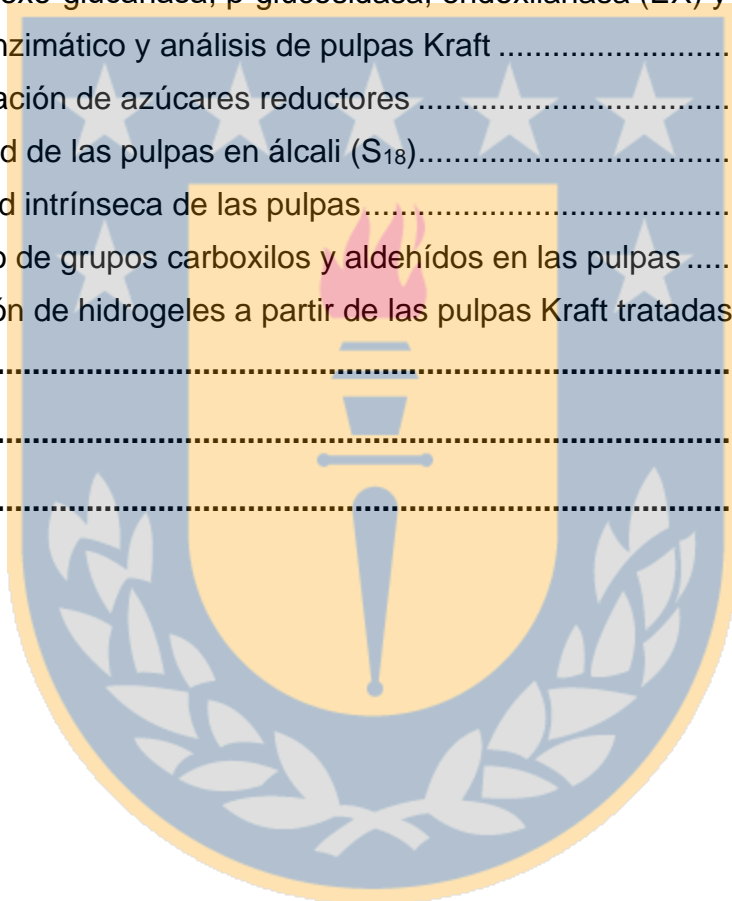 exo-glucanasa, β-glucosidasa, endoxilanasa (EX) y
nzimático y análisis de pulpas Kraft ..............................
ación de azúcares reductores ........................................
d de las pulpas en álcali (S₁₈)........................................
d intrínseca de las pulpas...............................................
o de grupos carboxilos y aldehídos en las pulpas .....
ón de hidrogeles a partir de las pulpas Kraft tratadas
................................................................................
................................................................................
................................................................................